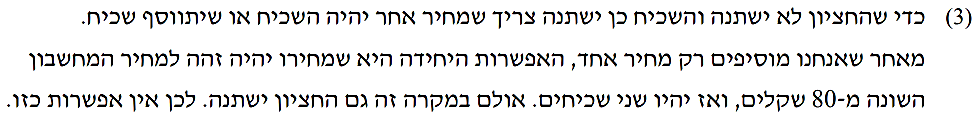 (3) כדי שהחציון לא ישתנה והשכיח כן ישתנה צריך שמחיר אחר יהיה השכיח או שיתווסף שכיח.
מאחר שאנחנו מוסיפים רק מחיר אחד, האפשרות היחידה היא שמחירו יהיה זהה למחיר המחשבון
השונה מ-80 שקלים, ואז יהיו שני שכיחים. אולם במקרה זה גם החציון ישתנה. לכן אין אפשרות כזו.